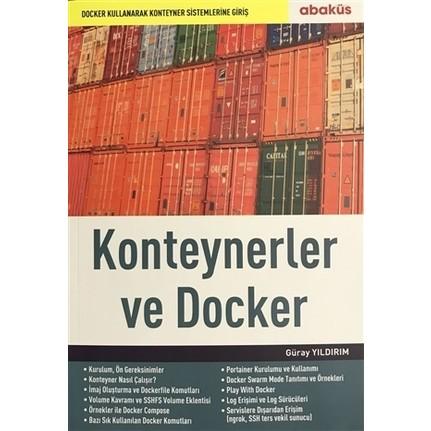 DOCKER KULLANARAK KONTEYNER SİSTEMLERİNE GİRİŞ
abaküs
CAPITAL
Konteynerler
ve Docker
Güray YILDIRIM
• Kurulum, Ön Gereksinimler
• Konteyner Nasıl Çalışır?
• İmaj Oluşturma ve Dockerfile Komutları
• Volume Kavramı ve SSHFS Volume Eklentisi
• Örnekler ile Docker Compose
• Bazı Sık Kullanılan Docker Komutları
• Portainer Kurulumu ve Kullanımı
• Docker Swarm Mode Tanıtımı ve Örnekleri
• Play With Docker
• Log Erişimi ve Log Sürücüleri
• Servislere Dışarıdan Erişim
(ngrok, SSH ters vekil sunucu)